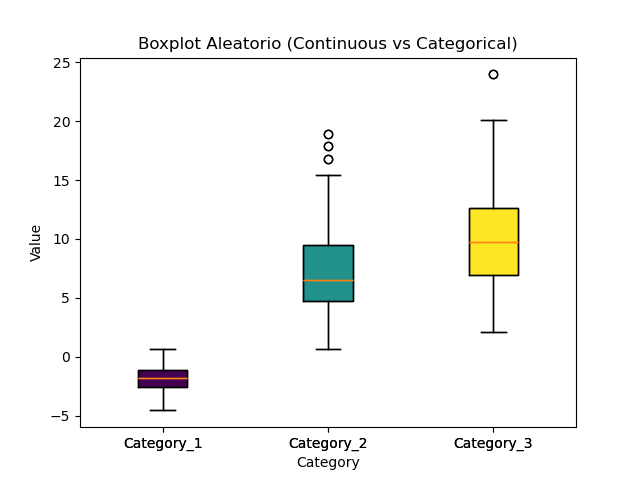 Boxplot Aleatorio (Continuous vs Categorical)
25
20
15
10
5
0
−5
Value
Category_1 Category_2 Category_3
Category